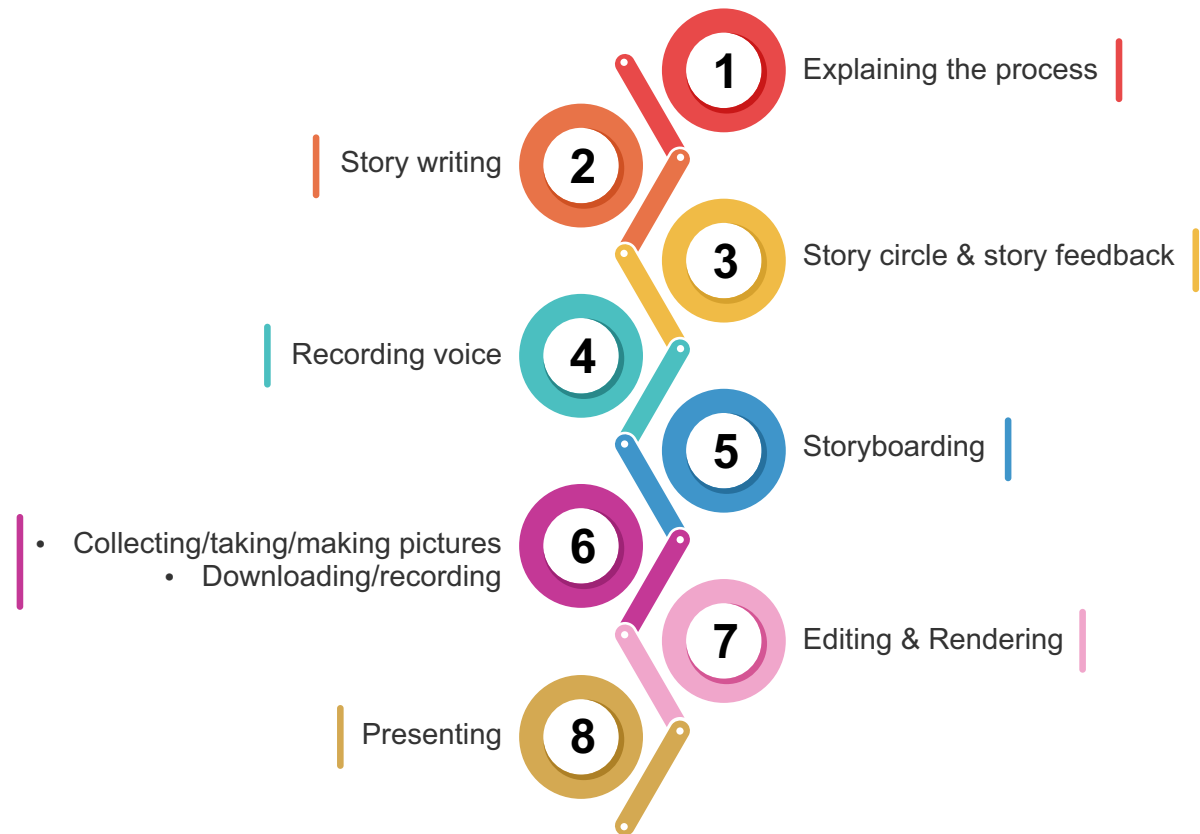 1
Explaining the process
2
Story writing
3
Story circle & story feedback
4
Recording voice
5
Storyboarding
6
• Collecting/taking/making pictures
• Downloading/recording
7
Editing & Rendering
8
Presenting